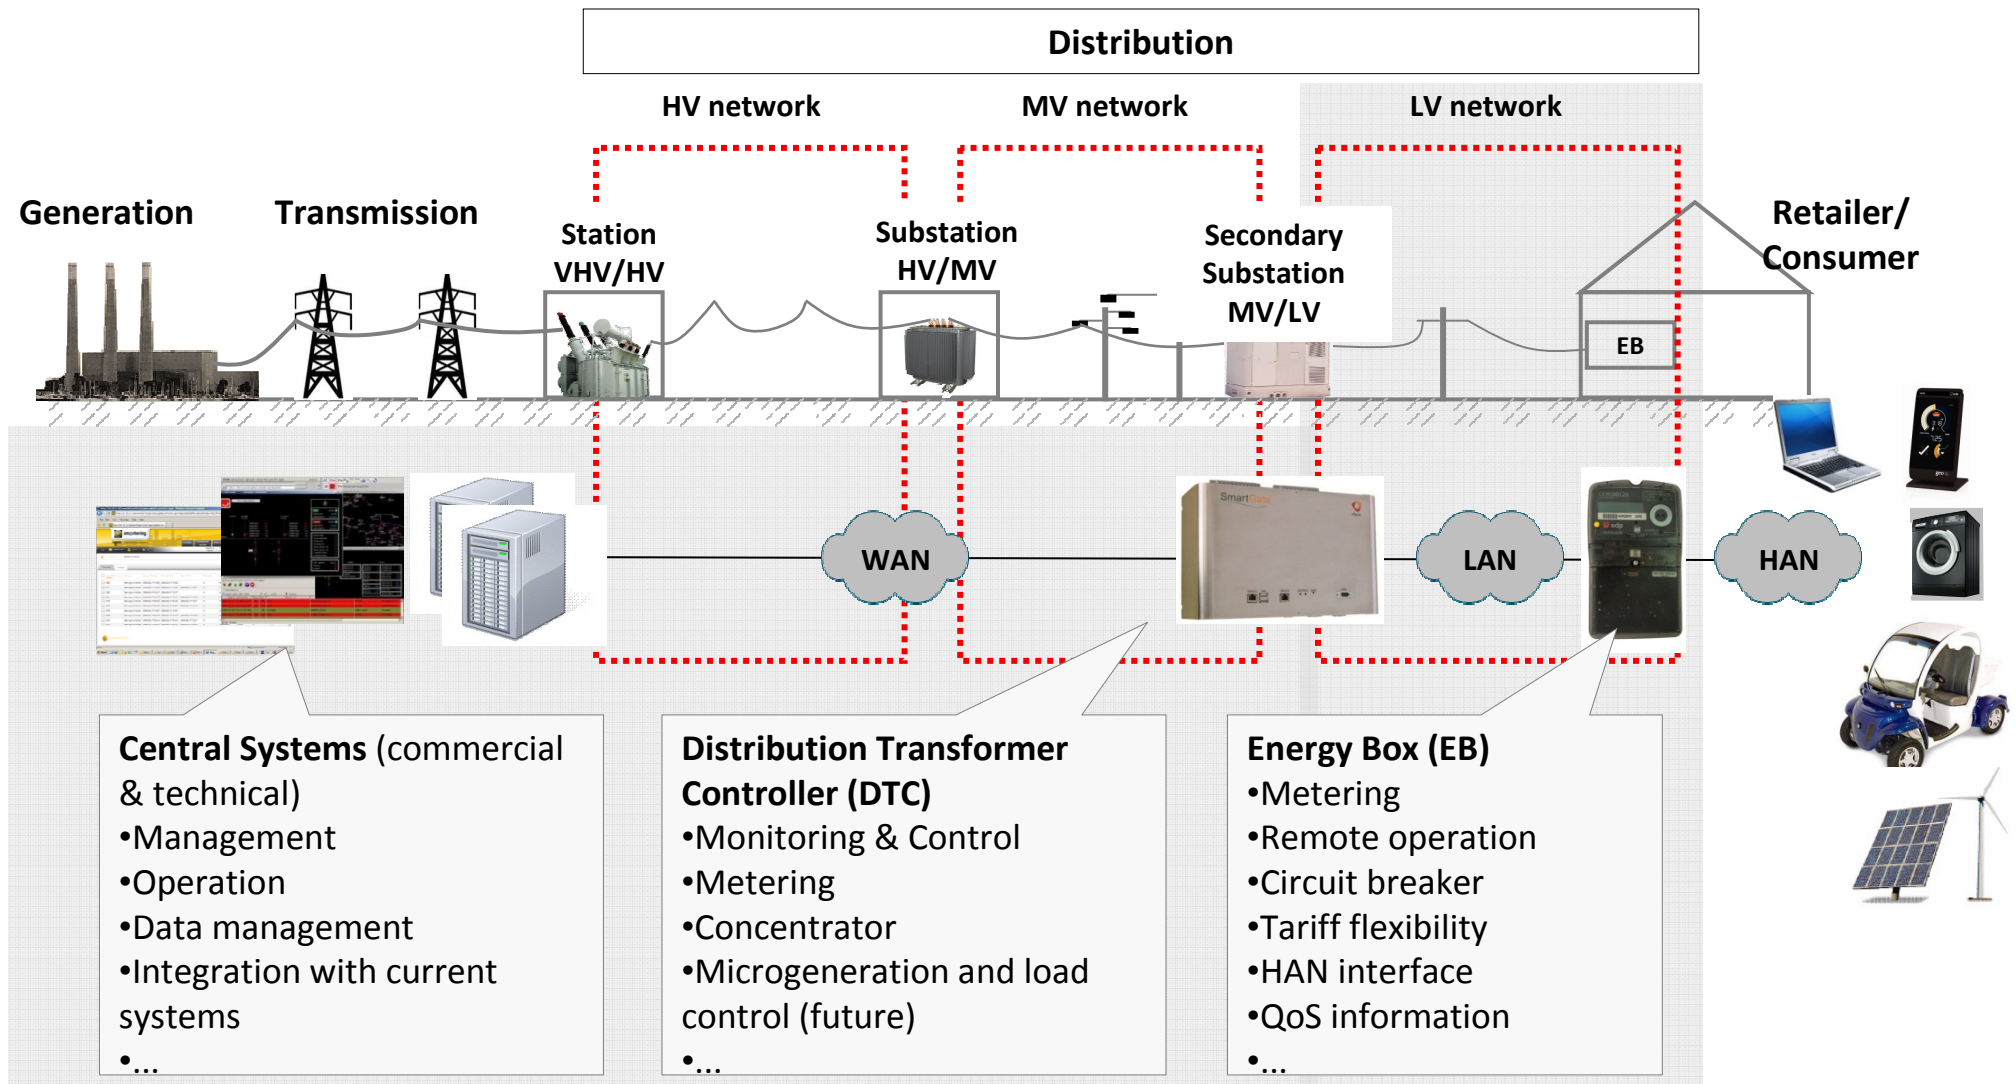 Distribution
HV network
MV network
LV network
Generation
Transmission
Station
VHV/HV
Substation
HV/MV
Secondary
Substation
MV/LV
Retailer/
Consumer
EB
SmartGate
edp
WAN
LAN
HAN
Central Systems (commercial
& technical)
•Management
•Operation
•Data management
•Integration with current
systems
•...
Distribution Transformer
Controller (DTC)
•Monitoring & Control
•Metering
•Concentrator
•Microgeneration and load
control (future)
•...
Energy Box (EB)
•Metering
•Remote operation
•Circuit breaker
•Tariff flexibility
•HAN interface
•QoS information
•...